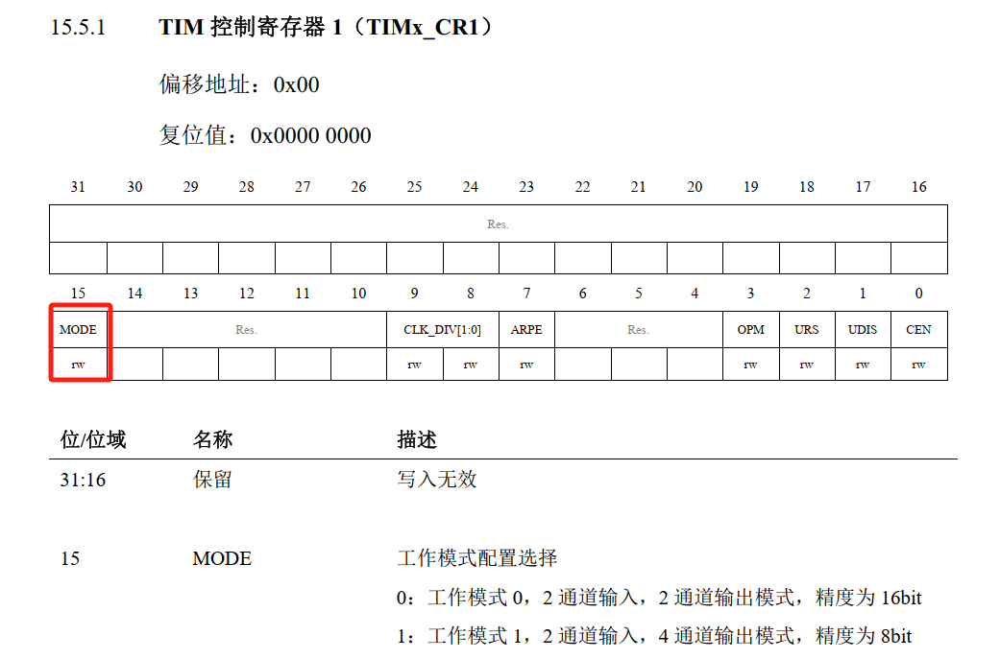 15.5.1 TIM 控制寄存器 1（TIMx_CR1）
偏移地址：0x00
复位值：0x0000 0000
31 30 29 28 27 26 25 24 23 22 21 20 19 18 17 16
Res.
15 14 13 12 11 10 9 8 7 6 5 4 3 2 1 0
MODE Res. CLK_DIV[1:0] ARPE Res. OPM URS UDIS CEN
rw rw rw rw rw rw rw rw
位/位域 名称 描述
31:16 保留 写入无效
15 MODE 工作模式配置选择
0：工作模式 0，2 通道输入，2 通道输出模式，精度为 16bit
1：工作模式 1，2 通道输入，4 通道输出模式，精度为 8bit